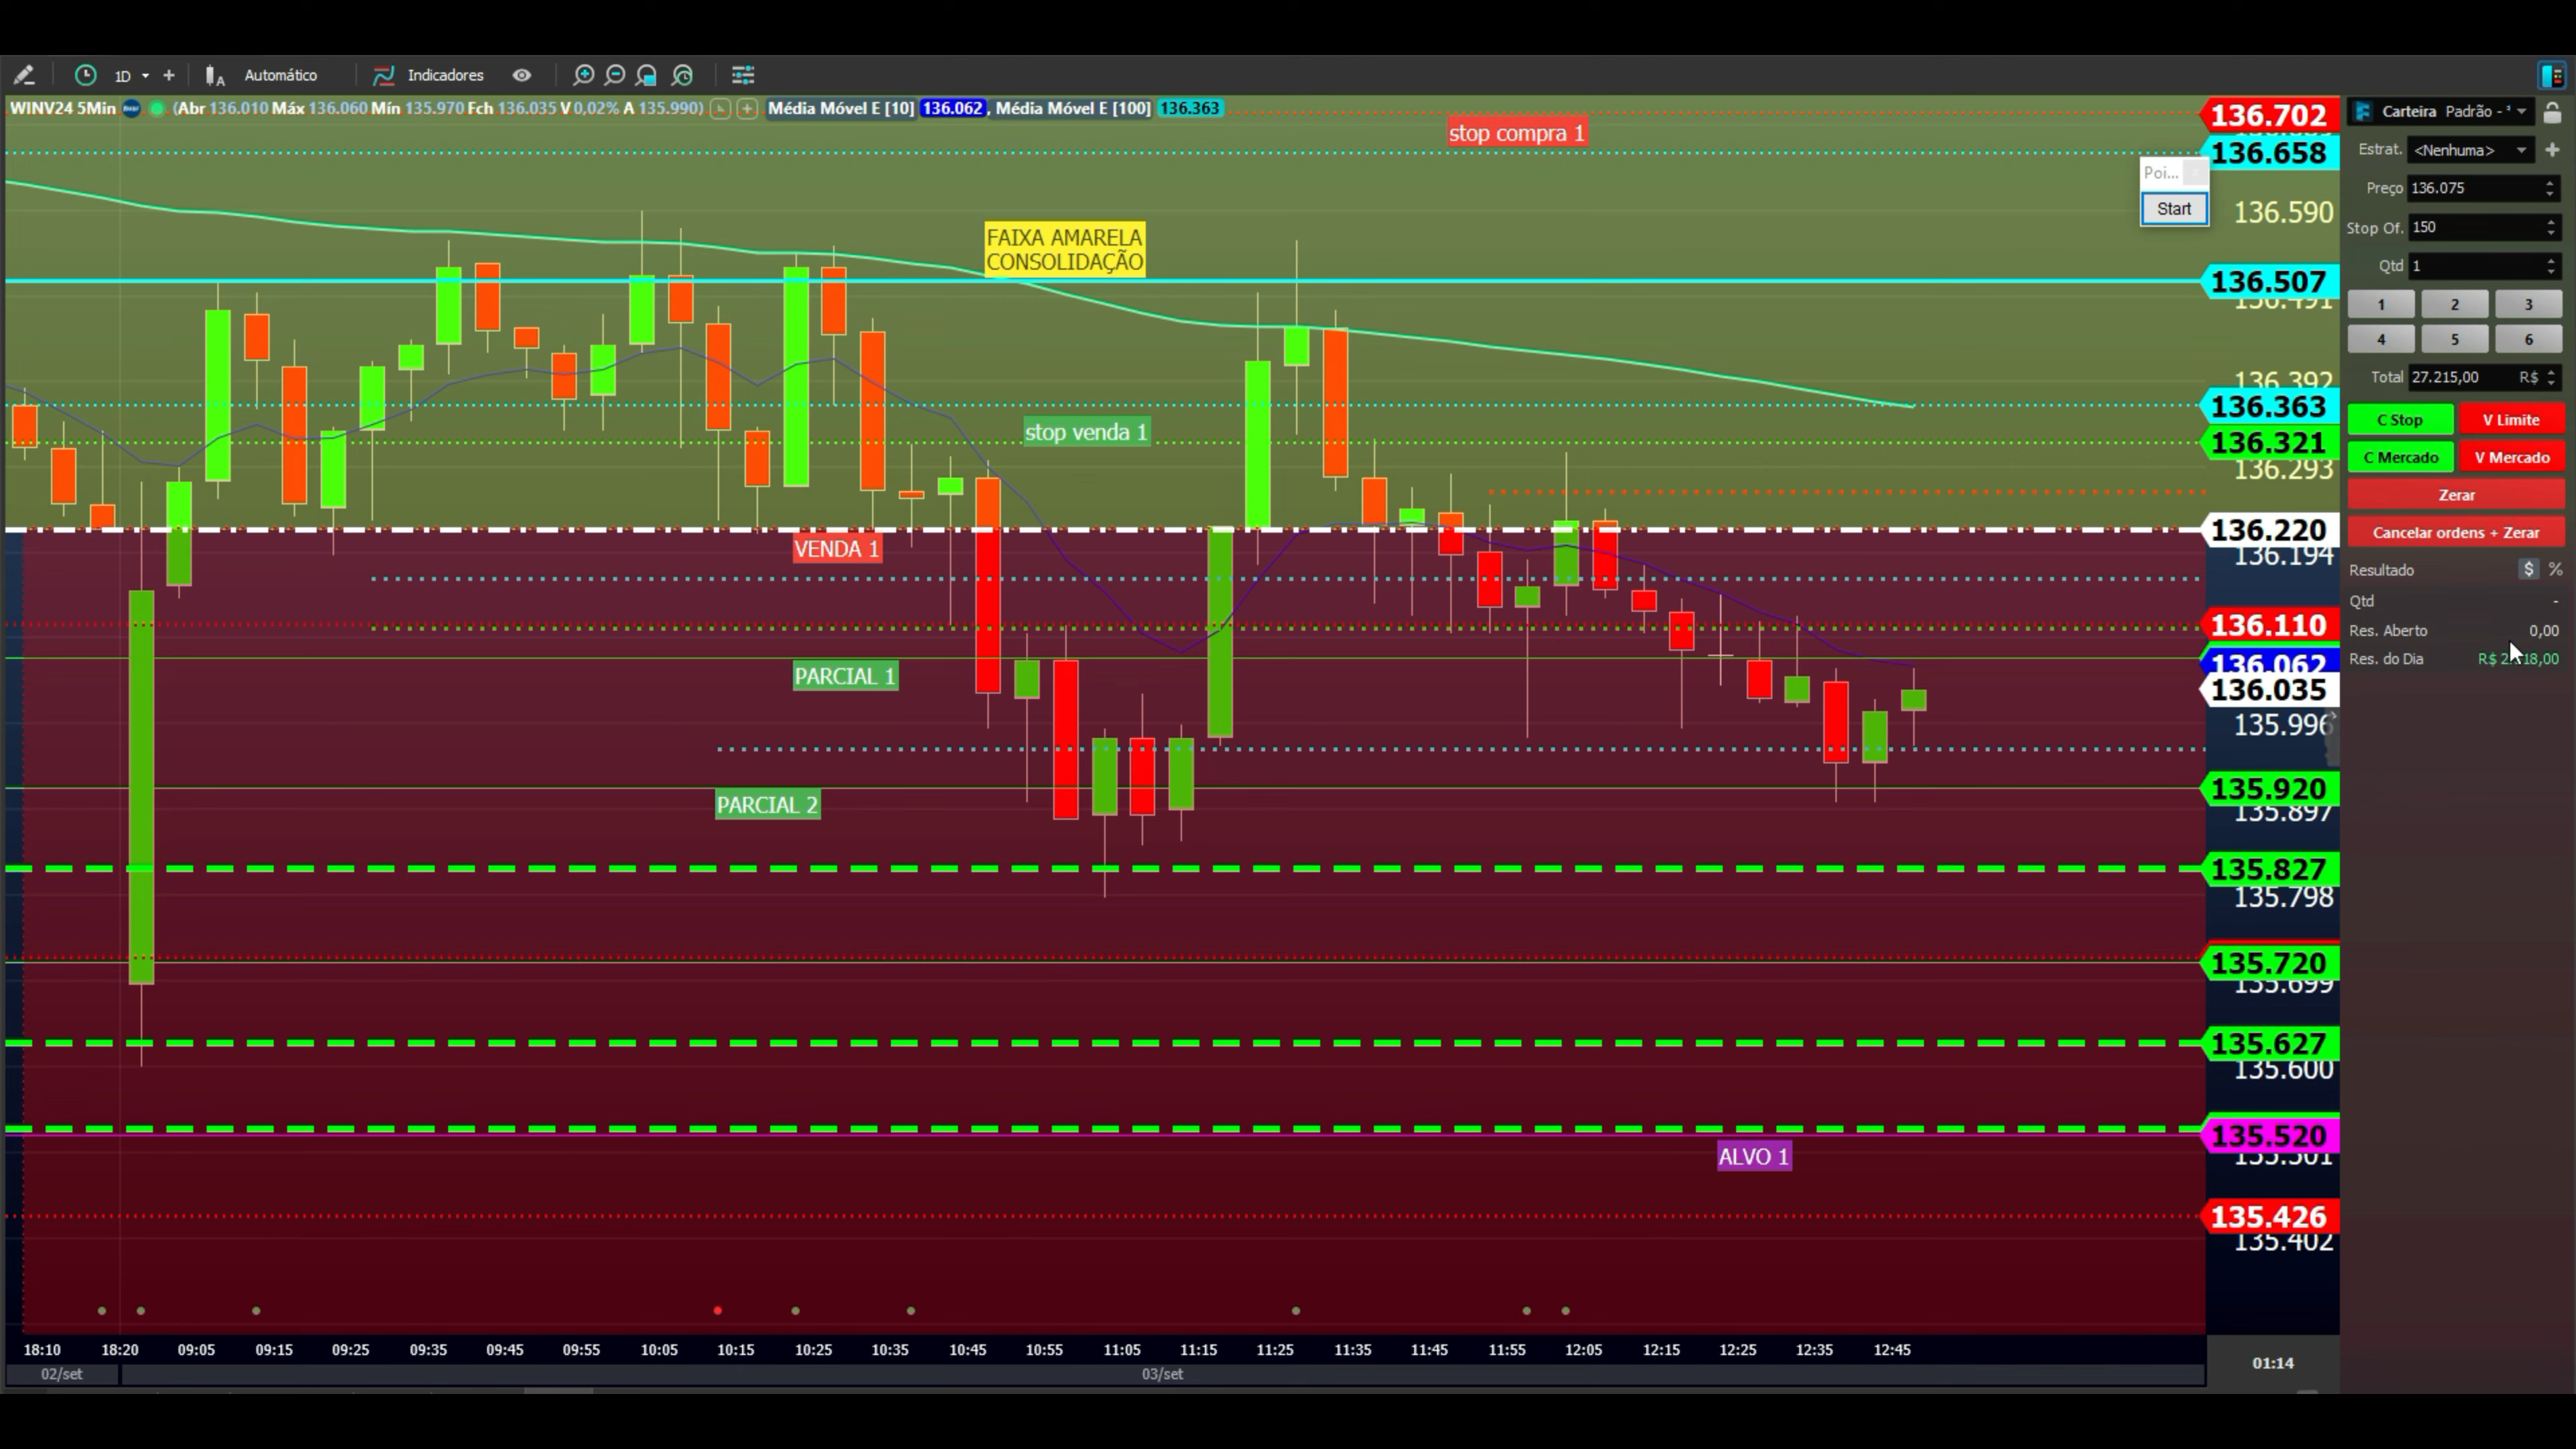 1D
Automático
Indicadores
WINV24 5Min (Abr 136.010 Máx 136.060 Mín 135.970 Fch 136.035 V 0,02% A 135.990) Média Móvel E [10] 136.062, Média Móvel E [100] 136.363
stop compra 1
FAIXA AMARELA
CONSOLIDAÇÃO
stop venda 1
VENDA 1
PARCIAL 1
PARCIAL 2
ALVO 1
Poi...
Start
136.702
136.658
136.590
136.507
136.491
136.392
136.363
136.321
136.293
136.220
136.194
136.110
136.062
136.035
135.996
135.920
135.897
135.827
135.798
135.720
135.699
135.627
135.600
135.520
135.501
135.426
135.402
18:10 18:20 09:05 09:15 09:25 09:35 09:45 09:55 10:05 10:15 10:25 10:35 10:45 10:55 11:05 11:15 11:25 11:35 11:45 11:55 12:05 12:15 12:25 12:35 12:45
02/set 03/set
01:14
Carteira Padrão -
Estrat. <Nenhuma>
Preço 136.075
Stop Of. 150
Qtd 1
1 2 3
4 5 6
Total 27.215,00 R$
C Stop V Limite
C Mercado V Mercado
Zerar
Cancelar ordens + Zerar
Resultado $ %
Qtd -
Res. Aberto 0,00
Res. do Dia R$